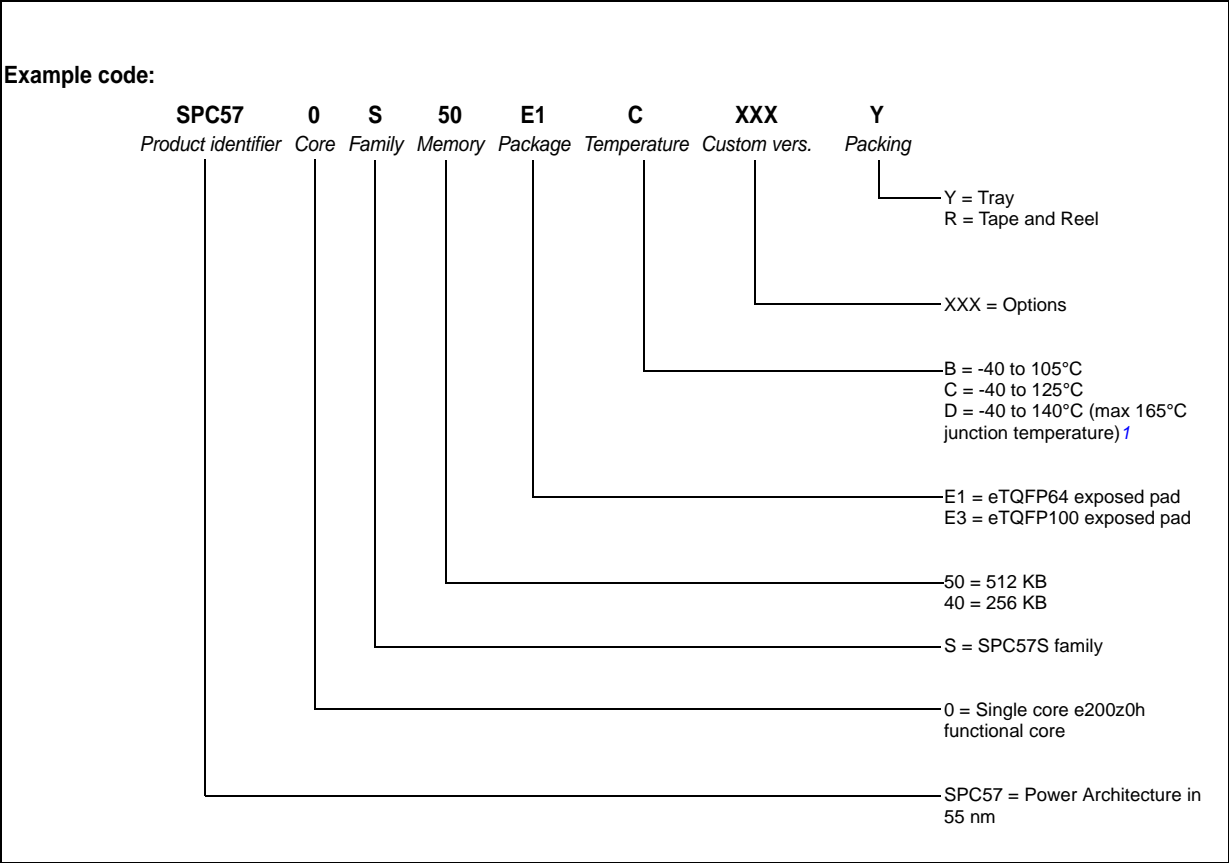 Example code:
SPC57 0 S 50 E1 C XXX Y
Product identifier Core Family Memory Package Temperature Custom vers. Packing
Y = Tray
R = Tape and Reel
XXX = Options
B = -40 to 105°C
C = -40 to 125°C
D = -40 to 140°C (max 165°C
junction temperature)1
E1 = eTQFP64 exposed pad
E3 = eTQFP100 exposed pad
50 = 512 KB
40 = 256 KB
S = SPC57S family
0 = Single core e200z0h
functional core
SPC57 = Power Architecture in
55 nm